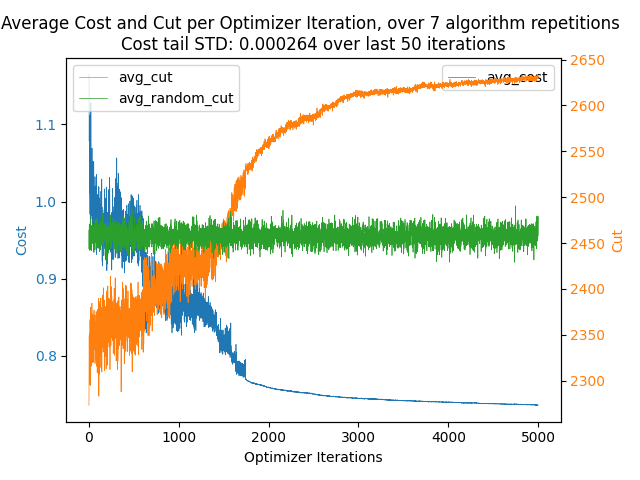 Average Cost and Cut per Optimizer Iteration, over 7 algorithm repetitions
Cost tail STD: 0.000264 over last 50 iterations
avg_cut
avg_random_cut
avg_cost
1.1
1.0
0.9
0.8
Cost
2650
2600
2550
2500
2450
2400
2350
2300
Cut
0 1000 2000 3000 4000 5000
Optimizer Iterations